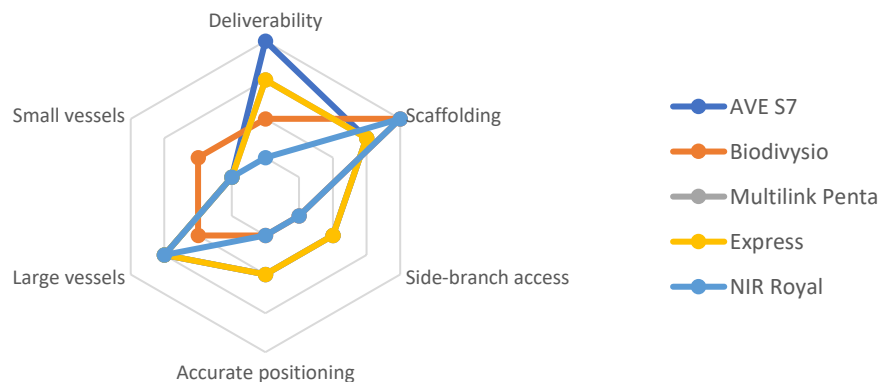 Deliverability
Small vessels
Scaffolding
Large vessels
Side-branch access
Accurate positioning
AVE S7
Biodivysio
Multilink Penta
Express
NIR Royal